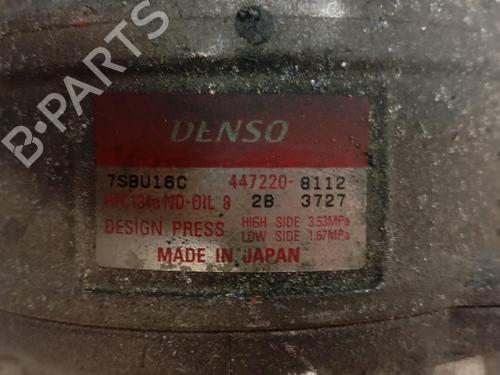 B-PARTS
DENSO
7SBU16C 447220-8112
HFC134a ND-OIL 8 2B 3727
DESIGN PRESS HIGH SIDE 3.53MPa
LOW SIDE 1.67MPa
MADE IN JAPAN